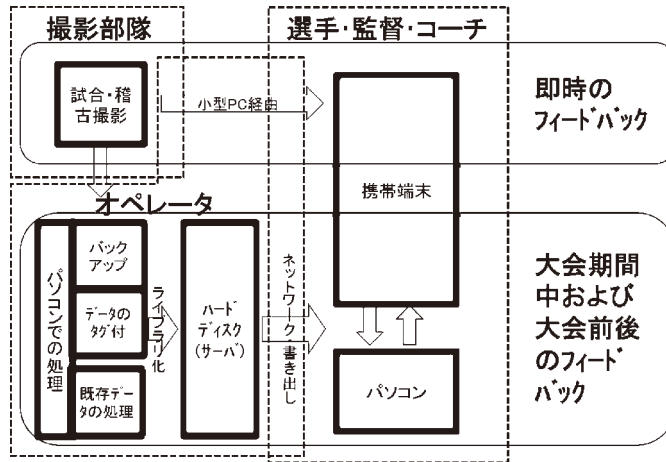 撮影部隊
選手・監督・コーチ
試合・稽
古撮影
小型PC経由
即時の
フィードバック
携帯端末
オペレータ
パソコンでの処理
バック
アップ
データの
タグ付
既存デー
タの処理
ライブラリ化
ハード
ディスク
(サーバ)
ネットワーク・書き出し
パソコン
大会期間
中および
大会前後
のフィード
バック